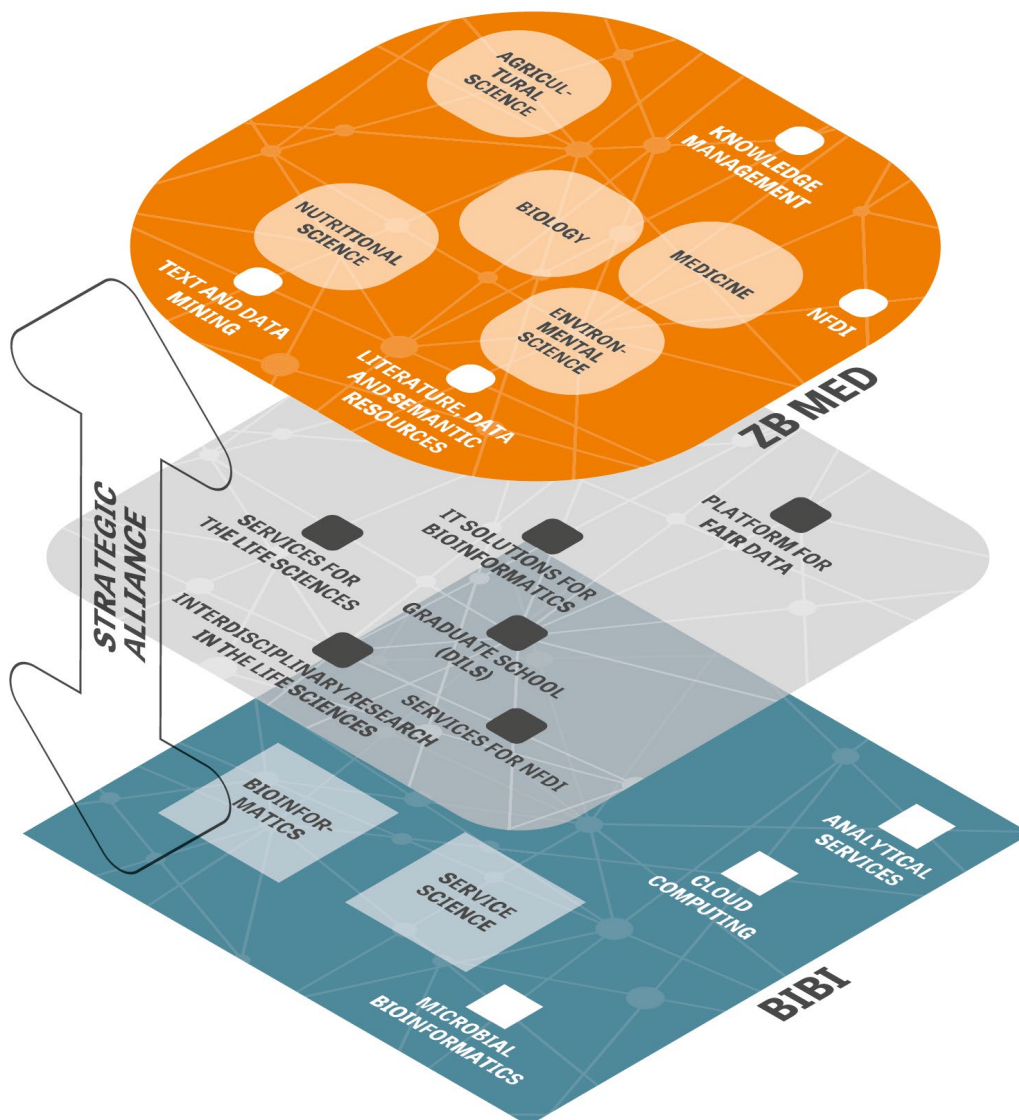 AGRICUL-
TURAL
SCIENCE
KNOWLEDGE
MANAGEMENT
NUTRITIONAL
SCIENCE
BIOLOGY
MEDICINE
TEXT AND DATA
MINING
ENVIRON-
MENTAL
SCIENCE
NFDI
LITERATURE, DATA
AND SEMANTIC
RESOURCES
ZB MED
STRATEGIC
ALLIANCE
SERVICES FOR
THE LIFE SCIENCES
IT SOLUTIONS FOR
BIOINFORMATICS
PLATFORM FOR
FAIR DATA
INTERDISCIPLINARY RESEARCH
IN THE LIFE SCIENCES
GRADUATE SCHOOL
(DILS)
SERVICES FOR NFDI
BIOINFOR-
MATICS
SERVICE
SCIENCE
ANALYTICAL
SERVICES
CLOUD
COMPUTING
MICROBIAL
BIOINFORMATICS
BIBI